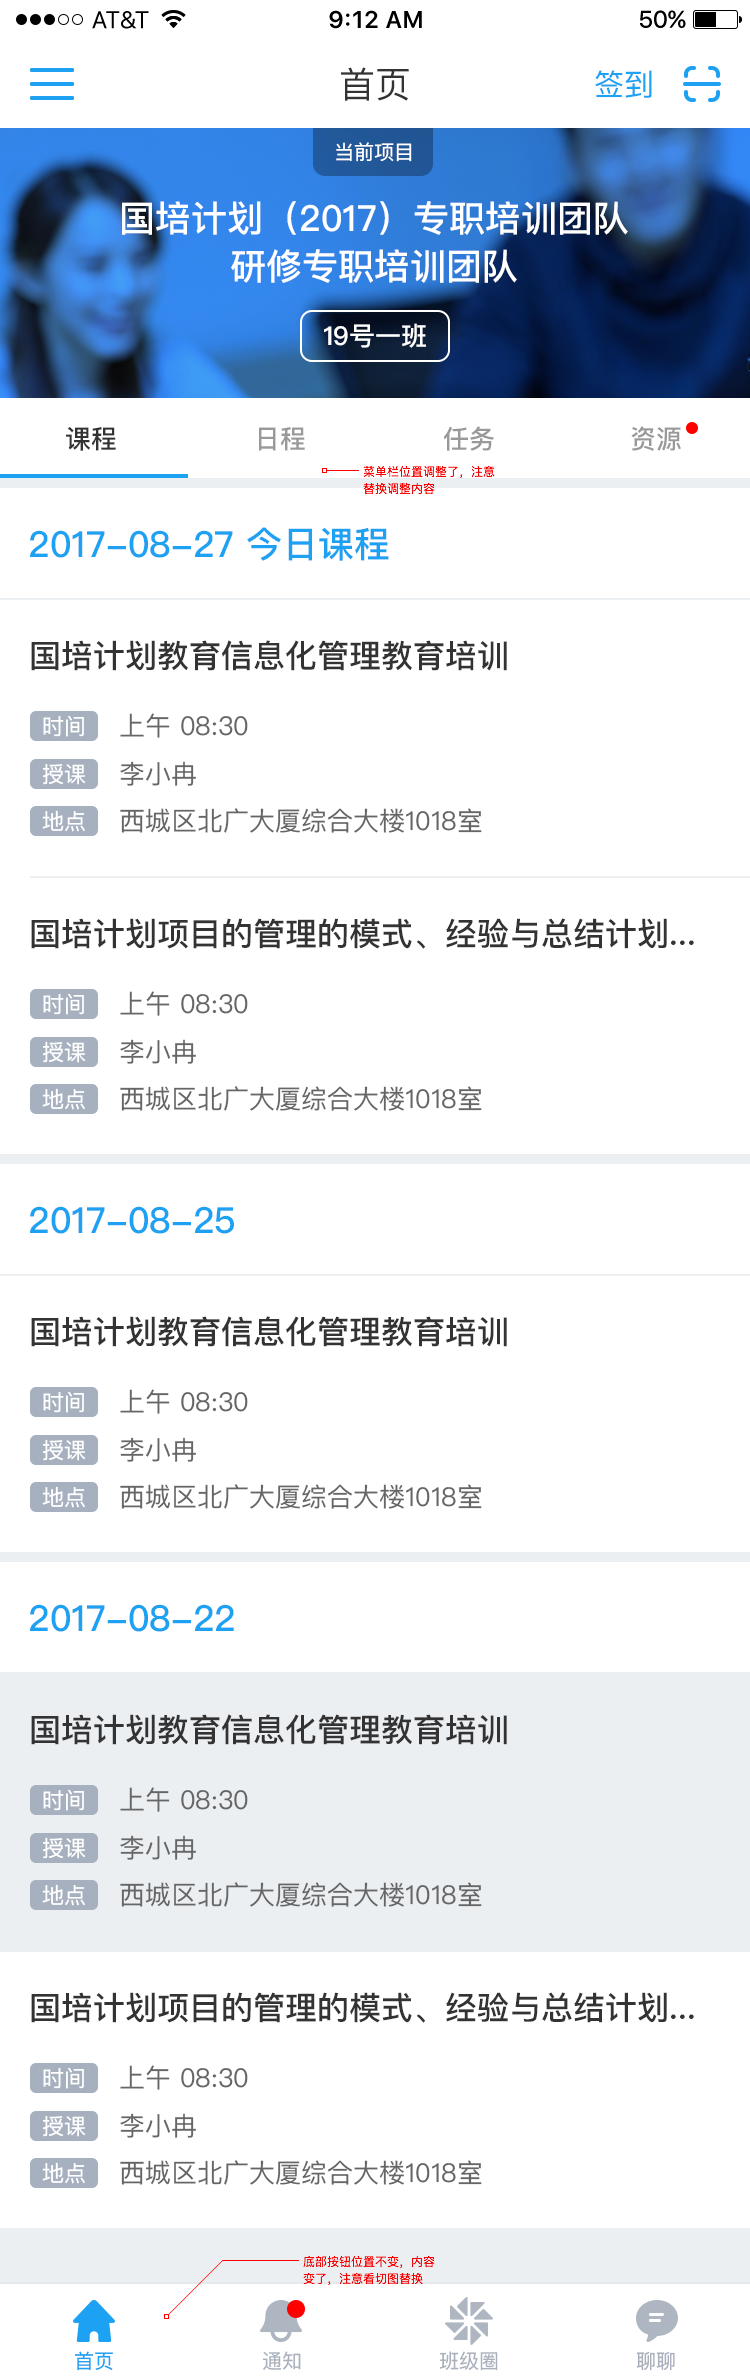 AT&T 9:12 AM 50%
首页 签到
当前项目
国培计划（2017）专职培训团队
研修专职培训团队
19号一班
课程 日程 任务 资源
菜单栏位置调整了，注意
替换调整内容
2017-08-27 今日课程
国培计划教育信息化管理教育培训
时间 上午 08:30
授课 李小冉
地点 西城区北广大厦综合大楼1018室
国培计划项目的管理的模式、经验与总结计划...
时间 上午 08:30
授课 李小冉
地点 西城区北广大厦综合大楼1018室
2017-08-25
国培计划教育信息化管理教育培训
时间 上午 08:30
授课 李小冉
地点 西城区北广大厦综合大楼1018室
2017-08-22
国培计划教育信息化管理教育培训
时间 上午 08:30
授课 李小冉
地点 西城区北广大厦综合大楼1018室
国培计划项目的管理的模式、经验与总结计划...
时间 上午 08:30
授课 李小冉
地点 西城区北广大厦综合大楼1018室
底部按钮位置不变，内容
变了，注意看切图替换
首页 通知 班级圈 聊聊